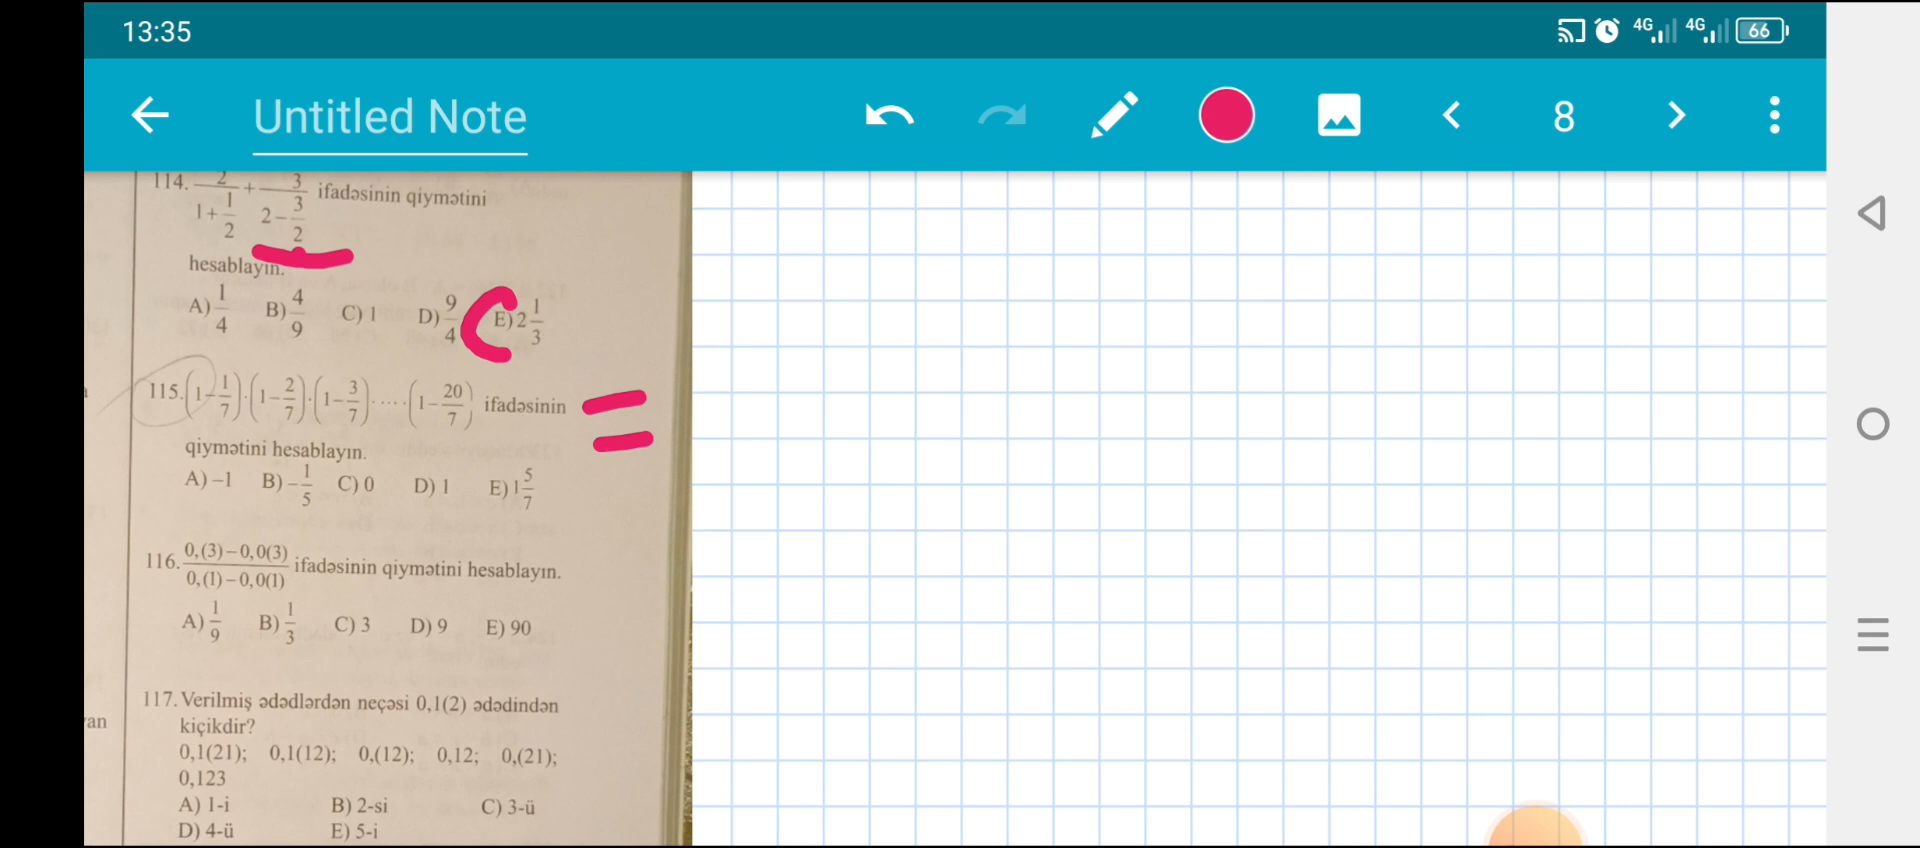 13:35
4G 4G 66
Untitled Note
8
114. 2/(1+1/2) + 3/(2-3/2) ifadəsinin qiymətini
hesablayın.
A) 1/4 B) 4/9 C) 1 D) 9/4 E) 2 1/3
115. (1-1/7)·(1-2/7)·(1-3/7)·....·(1-20/7) ifadəsinin
qiymətini hesablayın.
A) -1 B) -1/5 C) 0 D) 1 E) 1 5/7
116. (0,(3)-0,0(3))/(0,(1)-0,0(1)) ifadəsinin qiymətini hesablayın.
A) 1/9 B) 1/3 C) 3 D) 9 E) 90
117. Verilmiş ədədlərdən neçəsi 0,1(2) ədədindən
kiçikdir?
0,1(21); 0,1(12); 0,(12); 0,12; 0,(21);
0,123
A) 1-i B) 2-si C) 3-ü
D) 4-ü E) 5-i